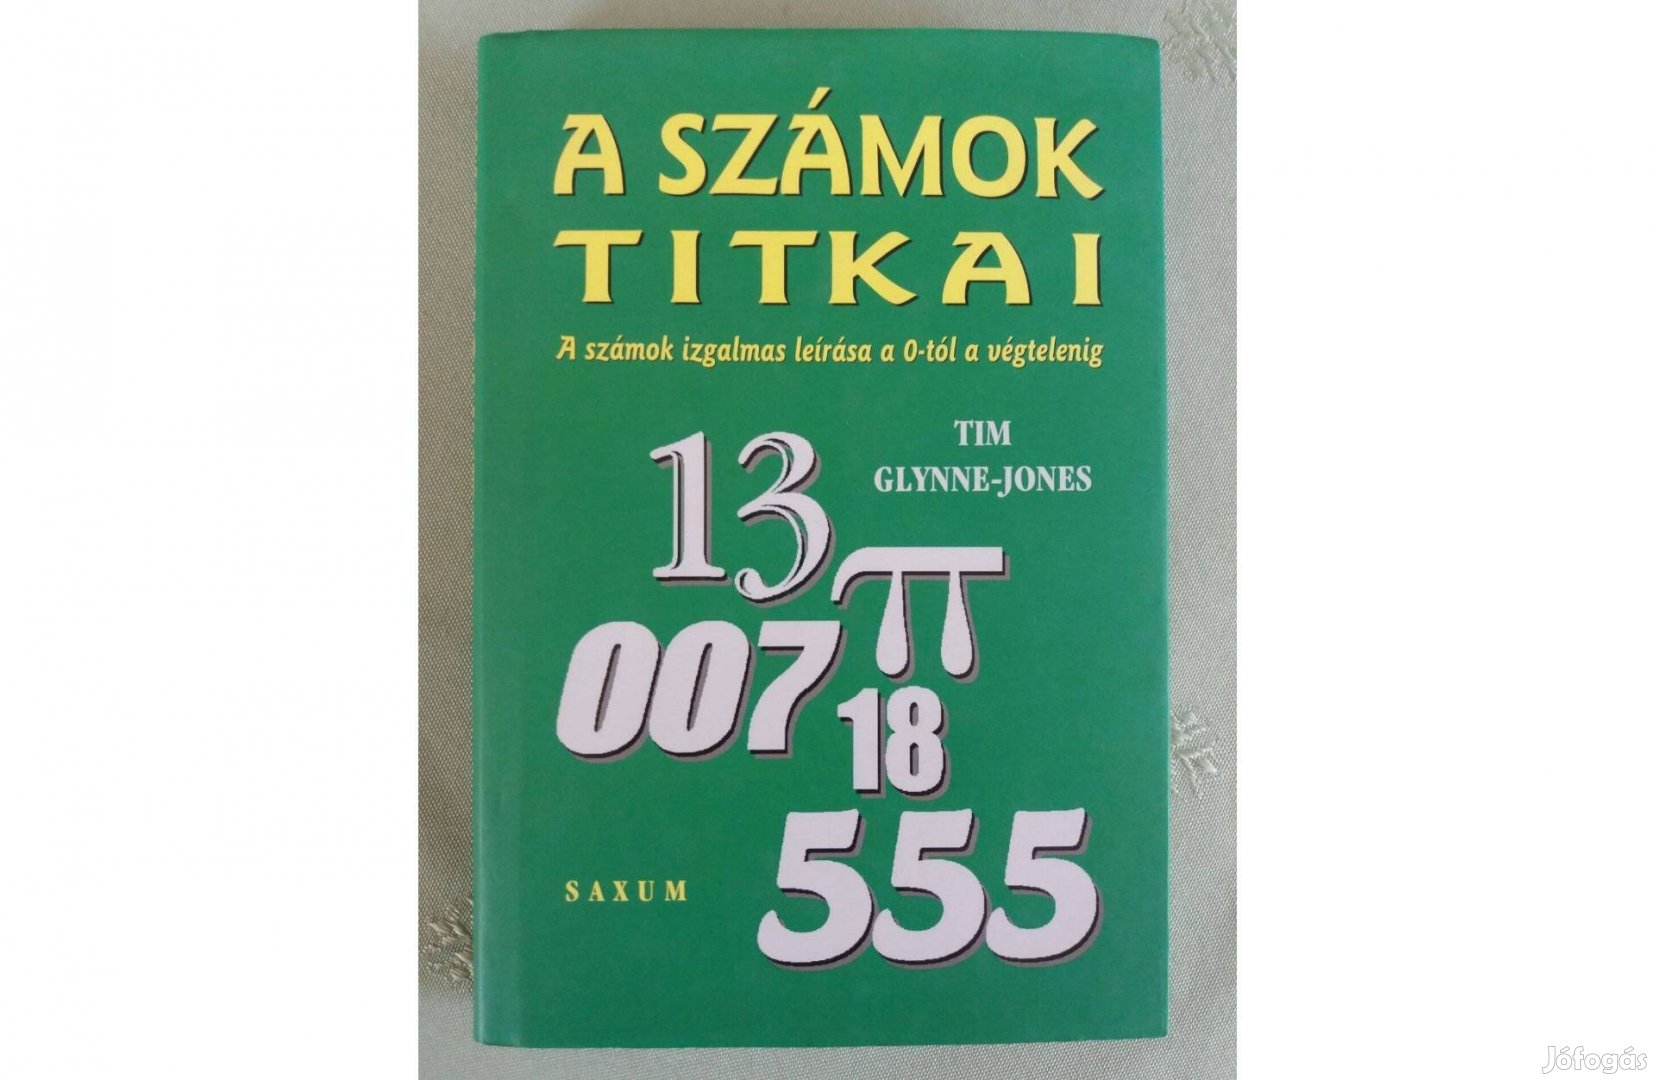 A SZÁMOK
TITKAI
A számok izgalmas leírása a 0-tól a végtelenig
TIM
GLYNNE-JONES
13
π
007
18
555
SAXUM
Jófogás